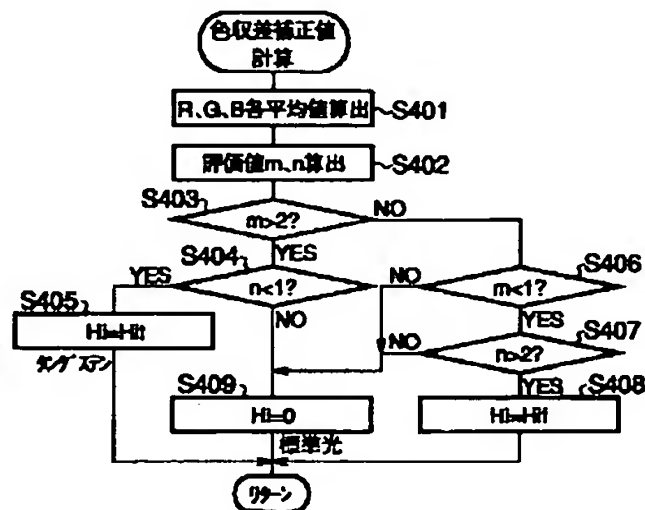 色収差補正値
計算
R、G、B各平均値算出
S401
評価値m、n算出
S402
S403
m>2?
NO
YES
S404
n<1?
YES
NO
S405
Hi=Hit
タングステン
S406
m<1?
NO
YES
S407
n>2?
NO
YES
S408
Hi=Hif
S409
Hi=0
標準光
リターン